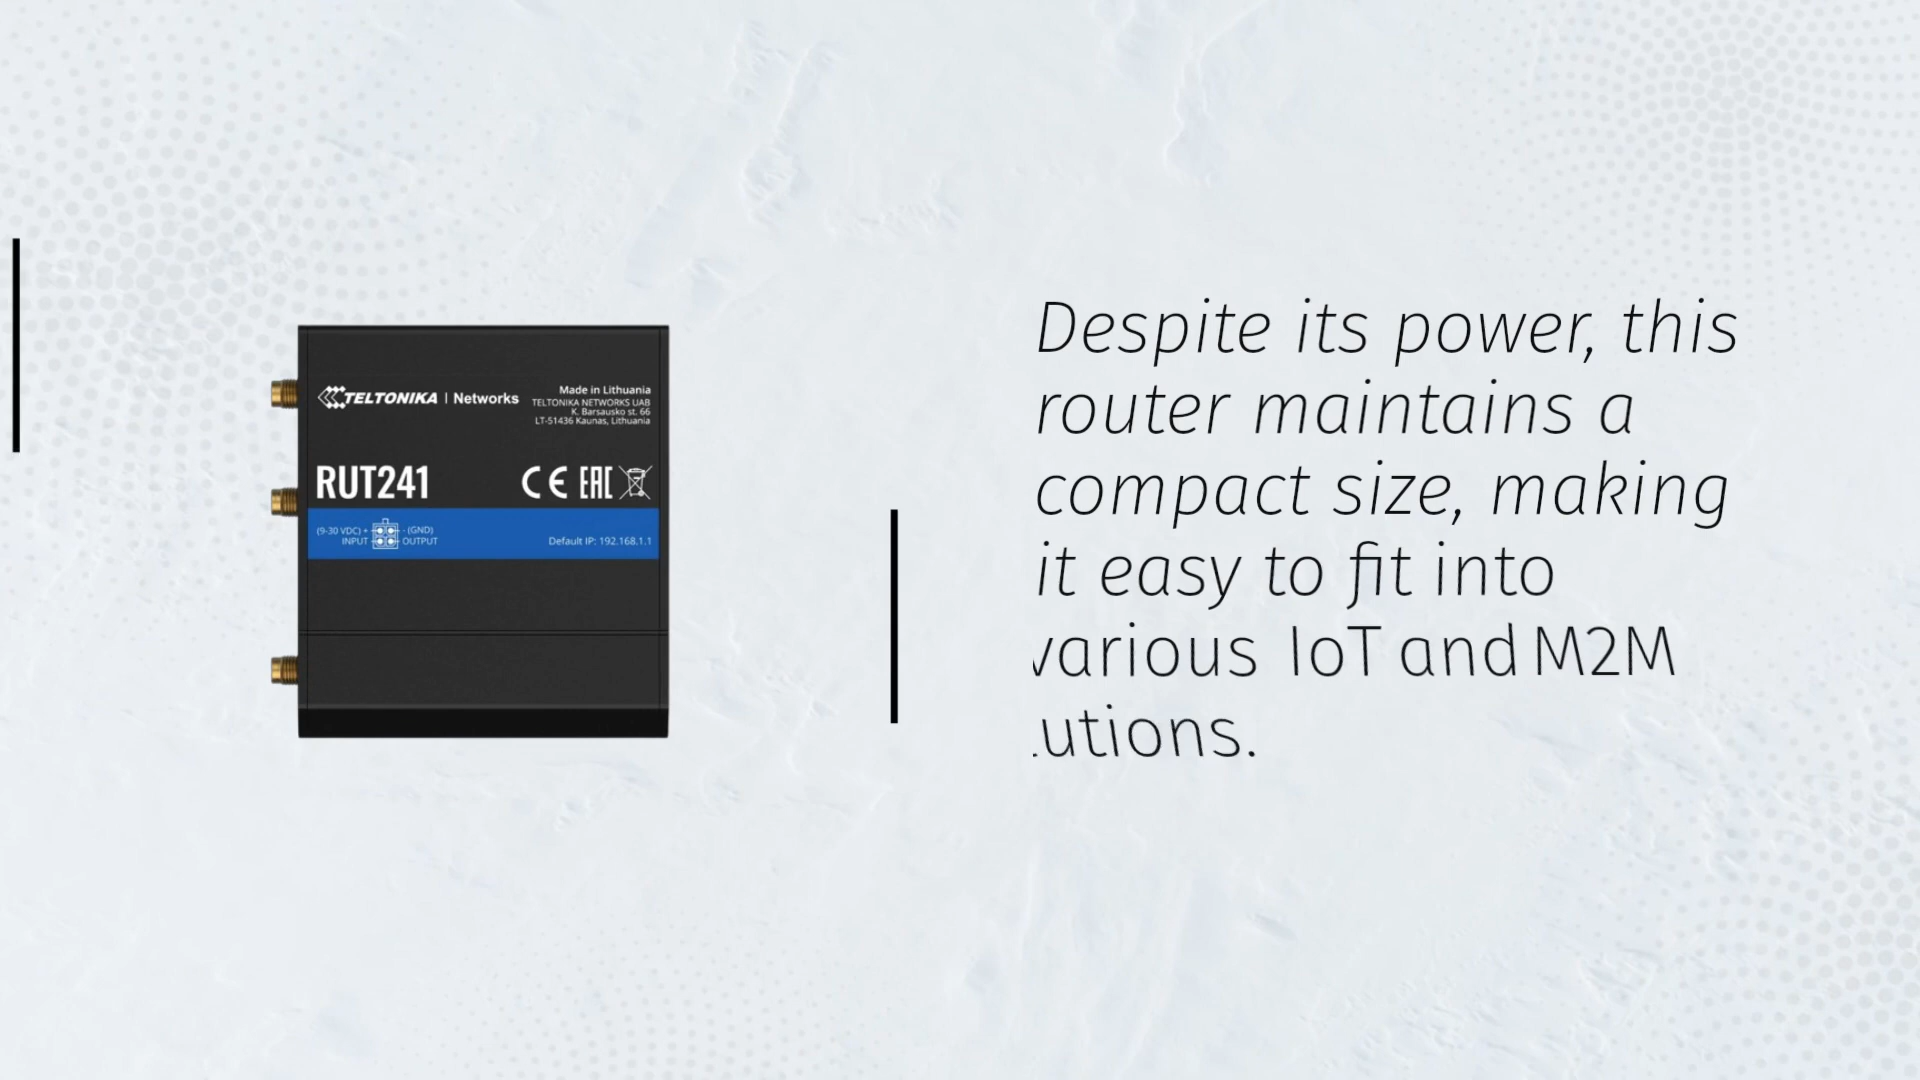 TELTONIKA | Networks
Made in Lithuania
TELTONIKA NETWORKS UAB
K. Barsausko st. 66
LT-51436 Kaunas, Lithuania
RUT241
CE EAC
(9-30 VDC) + - (GND)
INPUT OUTPUT
Default IP: 192.168.1.1
Despite its power, this
router maintains a
compact size, making
it easy to fit into
various IoT and M2M
lutions.